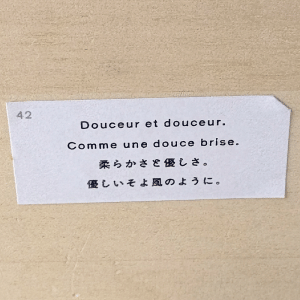 42
Douceur et douceur.
Comme une douce brise.
柔らかさと優しさ。
優しいそよ風のように。